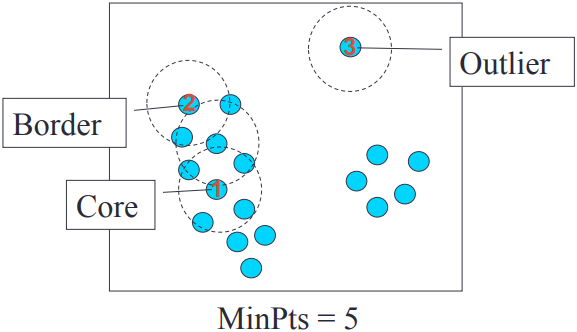 3
Outlier
2
Border
1
Core
MinPts = 5